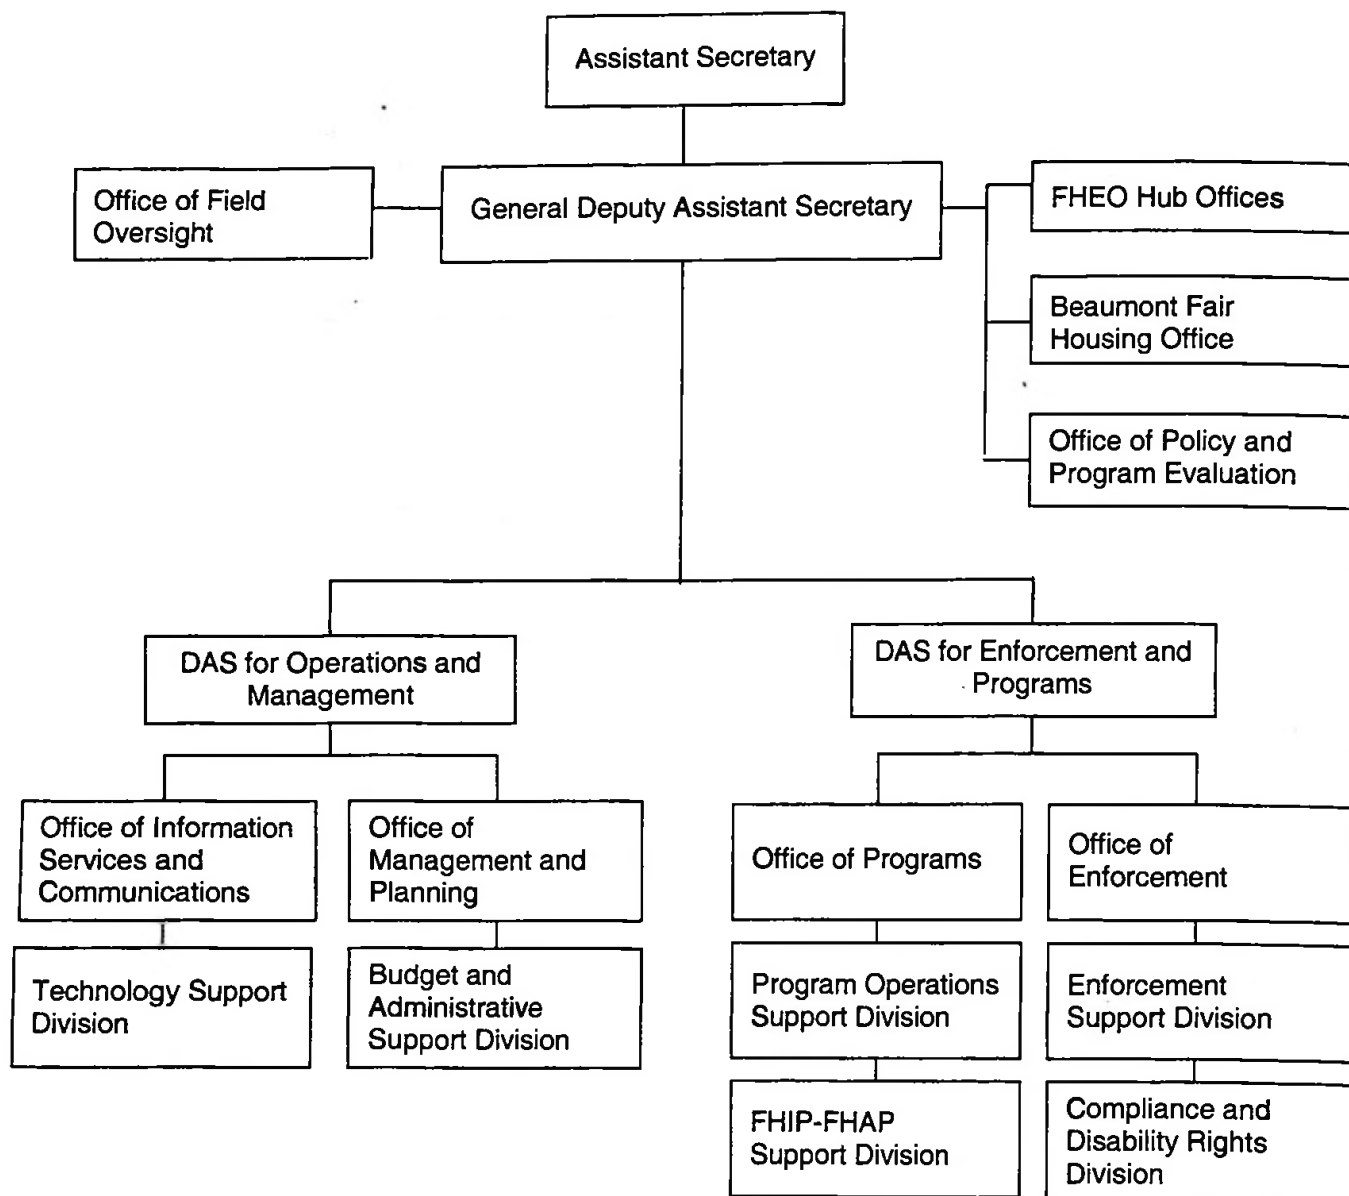 Assistant Secretary
Office of Field
Oversight
General Deputy Assistant Secretary
FHEO Hub Offices
Beaumont Fair
Housing Office
Office of Policy and
Program Evaluation
DAS for Operations and
Management
DAS for Enforcement and
Programs
Office of Information
Services and
Communications
Office of
Management and
Planning
Office of Programs
Office of
Enforcement
Technology Support
Division
Budget and
Administrative
Support Division
Program Operations
Support Division
Enforcement
Support Division
FHIP-FHAP
Support Division
Compliance and
Disability Rights
Division